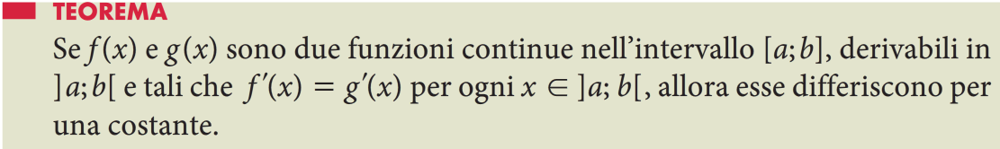 TEOREMA
Se f(x) e g(x) sono due funzioni continue nell'intervallo [a; b], derivabili in
]a; b[ e tali che f′(x) = g′(x) per ogni x ∈ ]a; b[, allora esse differiscono per
una costante.